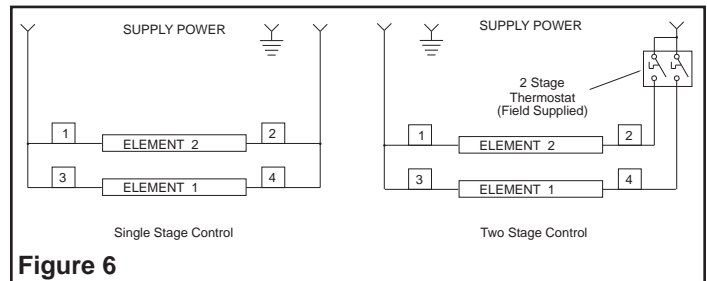 SUPPLY POWER
1
ELEMENT 2
2
3
ELEMENT 1
4
Single Stage Control
SUPPLY POWER
2 Stage
Thermostat
(Field Supplied)
1
ELEMENT 2
2
3
ELEMENT 1
4
Two Stage Control
Figure 6